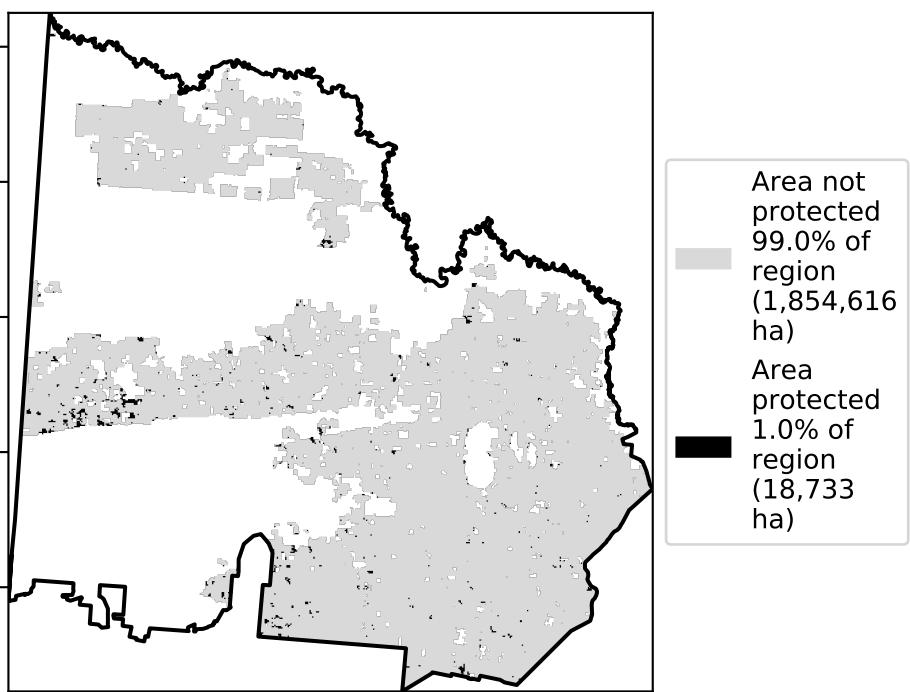 Area not
protected
99.0% of
region
(1,854,616
ha)
Area
protected
1.0% of
region
(18,733
ha)